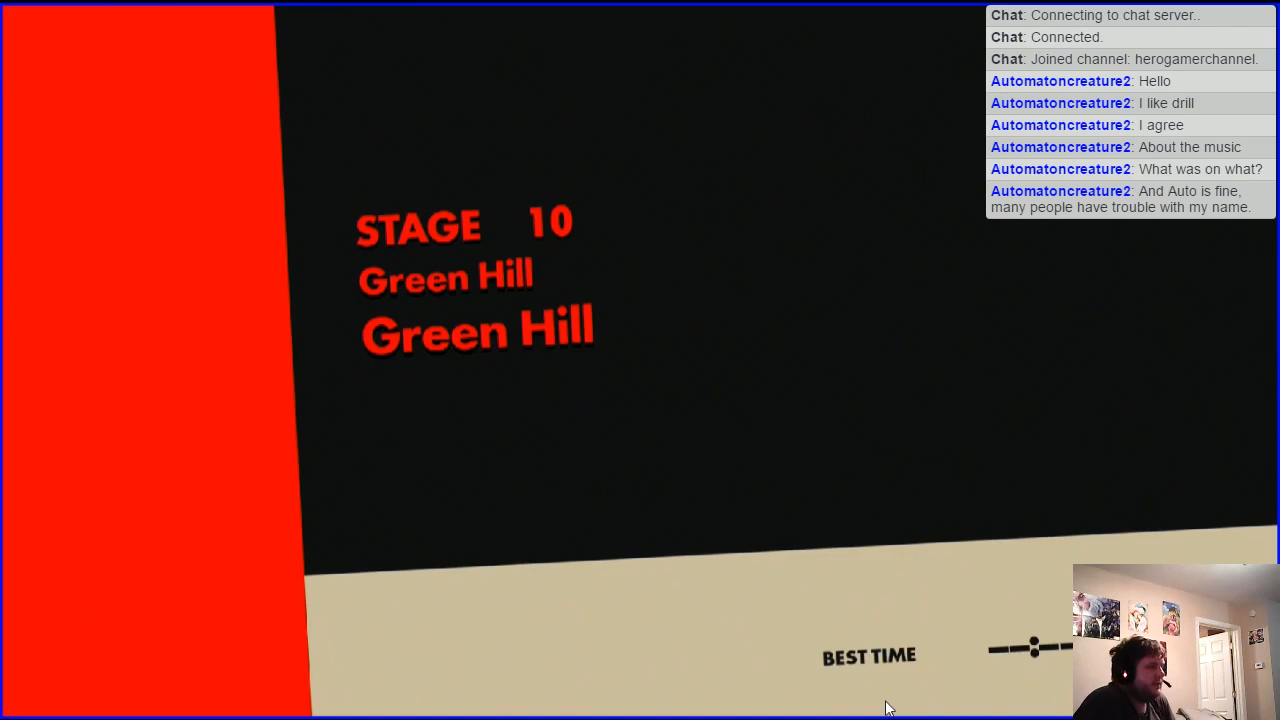 Chat: Connecting to chat server..
Chat: Connected.
Chat: Joined channel: herogamerchannel.
Automatoncreature2: Hello
Automatoncreature2: I like drill
Automatoncreature2: I agree
Automatoncreature2: About the music
Automatoncreature2: What was on what?
Automatoncreature2: And Auto is fine,
many people have trouble with my name.
STAGE 10
Green Hill
Green Hill
BEST TIME